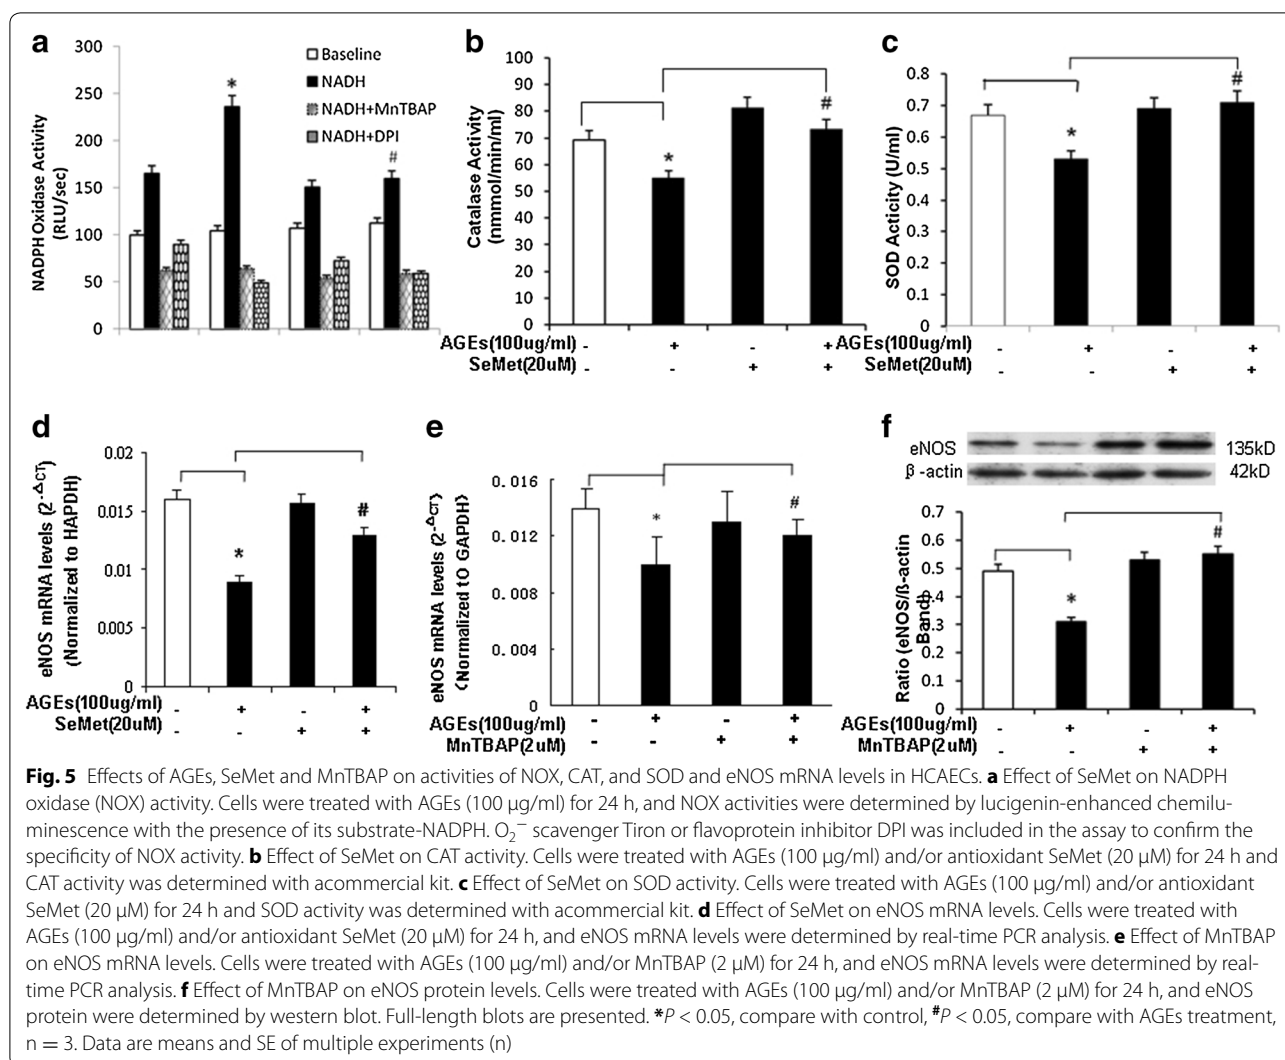 a
300
250
200
150
100
50
0
NADPH Oxidase Activity
(RLU/sec)
Baseline
NADH
NADH+MnTBAP
NADH+DPI
*
#
b
100
90
80
70
60
50
40
30
20
10
0
Catalase Activity
(nmmol/min/ml)
*
#
AGEs(100ug/ml) - + - +
SeMet(20uM) - - + +
c
0.8
0.7
0.6
0.5
0.4
0.3
0.2
0.1
0
SOD Acticity (U/ml)
*
#
AGEs(100ug/ml) - + - +
SeMet(20uM) - - + +
d
0.02
0.015
0.01
0.005
0
eNOS mRNA levels (2-ΔCT)
(Normalized to HAPDH)
*
#
AGEs(100ug/ml) - + - +
SeMet(20uM) - - + +
e
0.016
0.012
0.008
0.004
0
eNOS mRNA levels (2-ΔCT)
(Normalized to GAPDH)
*
#
AGEs(100ug/ml) - + - +
MnTBAP(2uM) - - + +
f
eNOS 135kD
β-actin 42kD
0.7
0.6
0.5
0.4
0.3
0.2
0.1
0
Ratio (eNOS/ß-actin
Band)
*
#
AGEs(100ug/ml) - + - +
MnTBAP(2uM) - - + +
Fig. 5 Effects of AGEs, SeMet and MnTBAP on activities of NOX, CAT, and SOD and eNOS mRNA levels in HCAECs. a Effect of SeMet on NADPH
oxidase (NOX) activity. Cells were treated with AGEs (100 µg/ml) for 24 h, and NOX activities were determined by lucigenin-enhanced chemilu-
minescence with the presence of its substrate-NADPH. O2− scavenger Tiron or flavoprotein inhibitor DPI was included in the assay to confirm the
specificity of NOX activity. b Effect of SeMet on CAT activity. Cells were treated with AGEs (100 µg/ml) and/or antioxidant SeMet (20 µM) for 24 h and
CAT activity was determined with acommercial kit. c Effect of SeMet on SOD activity. Cells were treated with AGEs (100 µg/ml) and/or antioxidant
SeMet (20 µM) for 24 h and SOD activity was determined with acommercial kit. d Effect of SeMet on eNOS mRNA levels. Cells were treated with
AGEs (100 µg/ml) and/or antioxidant SeMet (20 µM) for 24 h, and eNOS mRNA levels were determined by real-time PCR analysis. e Effect of MnTBAP
on eNOS mRNA levels. Cells were treated with AGEs (100 µg/ml) and/or MnTBAP (2 µM) for 24 h, and eNOS mRNA levels were determined by real-
time PCR analysis. f Effect of MnTBAP on eNOS protein levels. Cells were treated with AGEs (100 µg/ml) and/or MnTBAP (2 µM) for 24 h, and eNOS
protein were determined by western blot. Full-length blots are presented. *P < 0.05, compare with control, #P < 0.05, compare with AGEs treatment,
n = 3. Data are means and SE of multiple experiments (n)